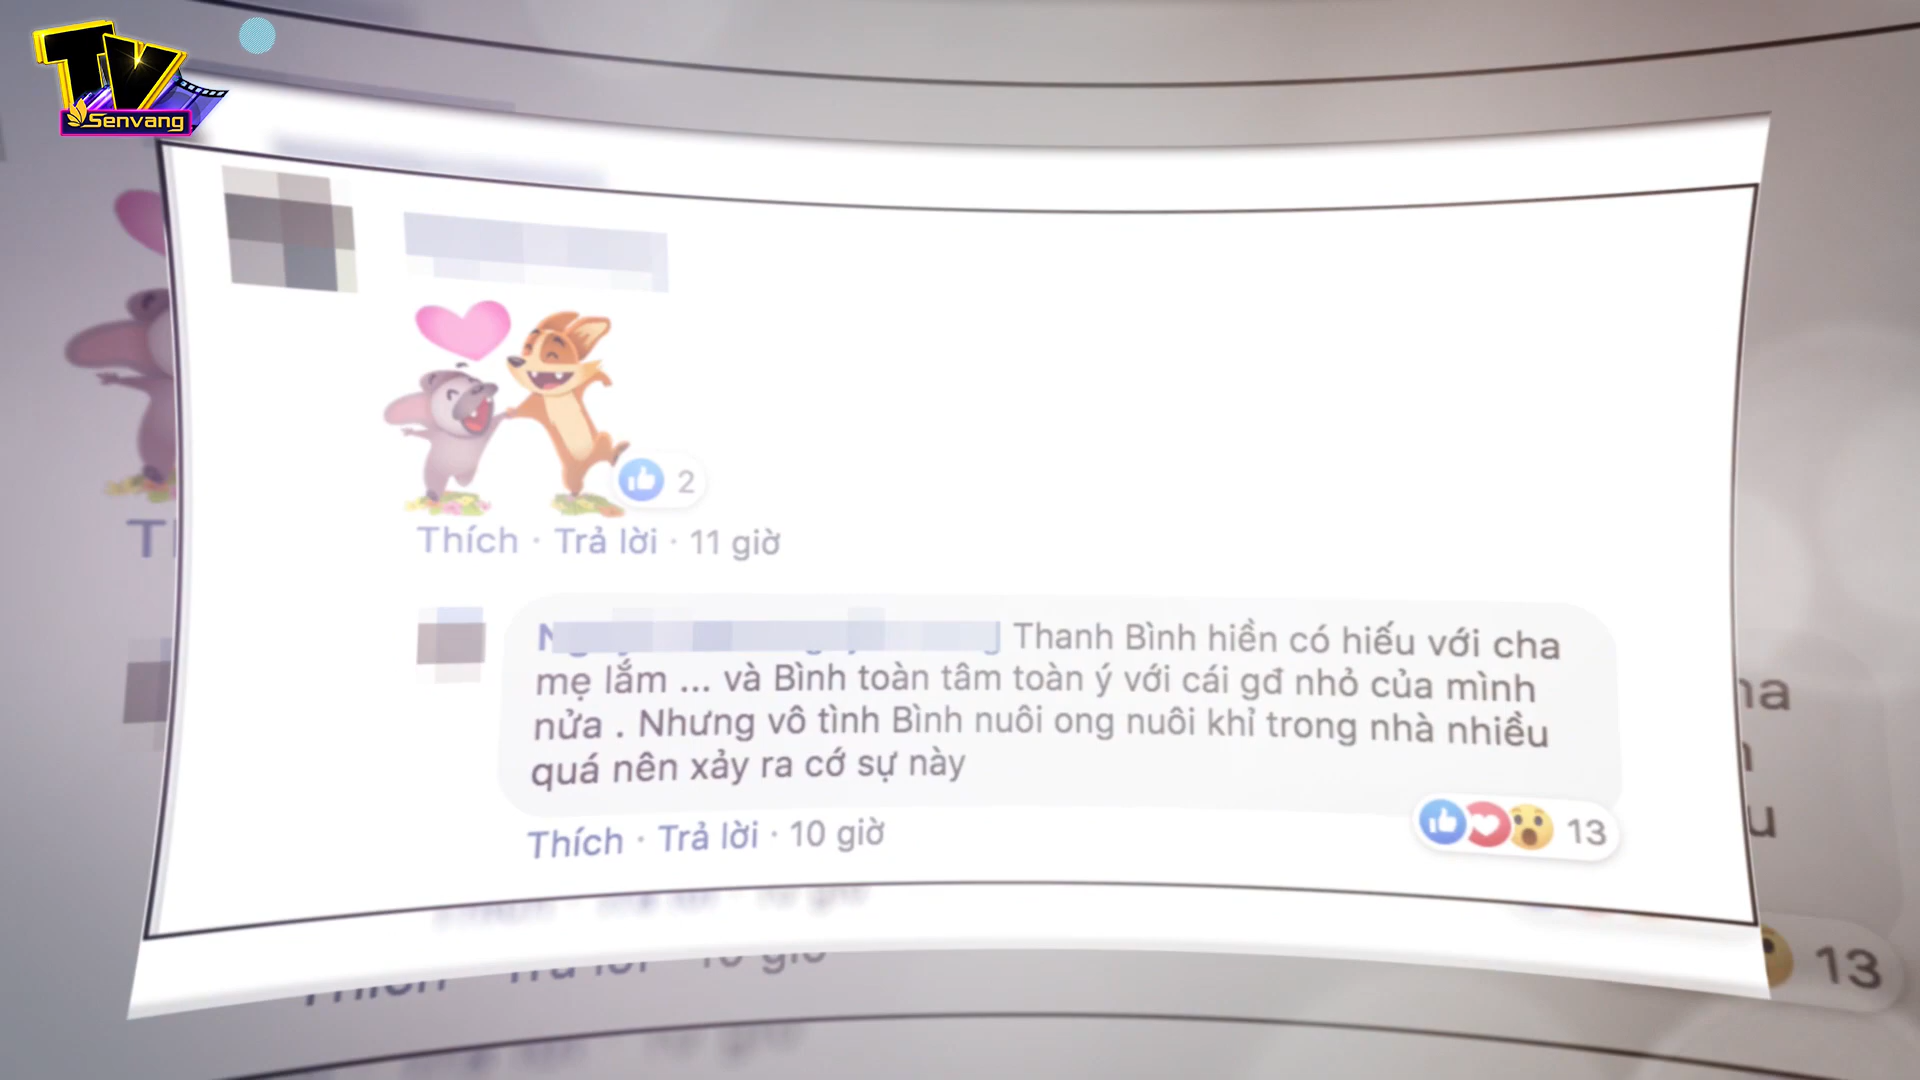 TV
Senvang
2
Thích · Trả lời · 11 giờ
Thanh Bình hiền có hiếu với cha
mẹ lắm ... và Bình toàn tâm toàn ý với cái gđ nhỏ của mình
nửa . Nhưng vô tình Bình nuôi ong nuôi khỉ trong nhà nhiều
quá nên xảy ra cớ sự này
Thích · Trả lời · 10 giờ
13
13